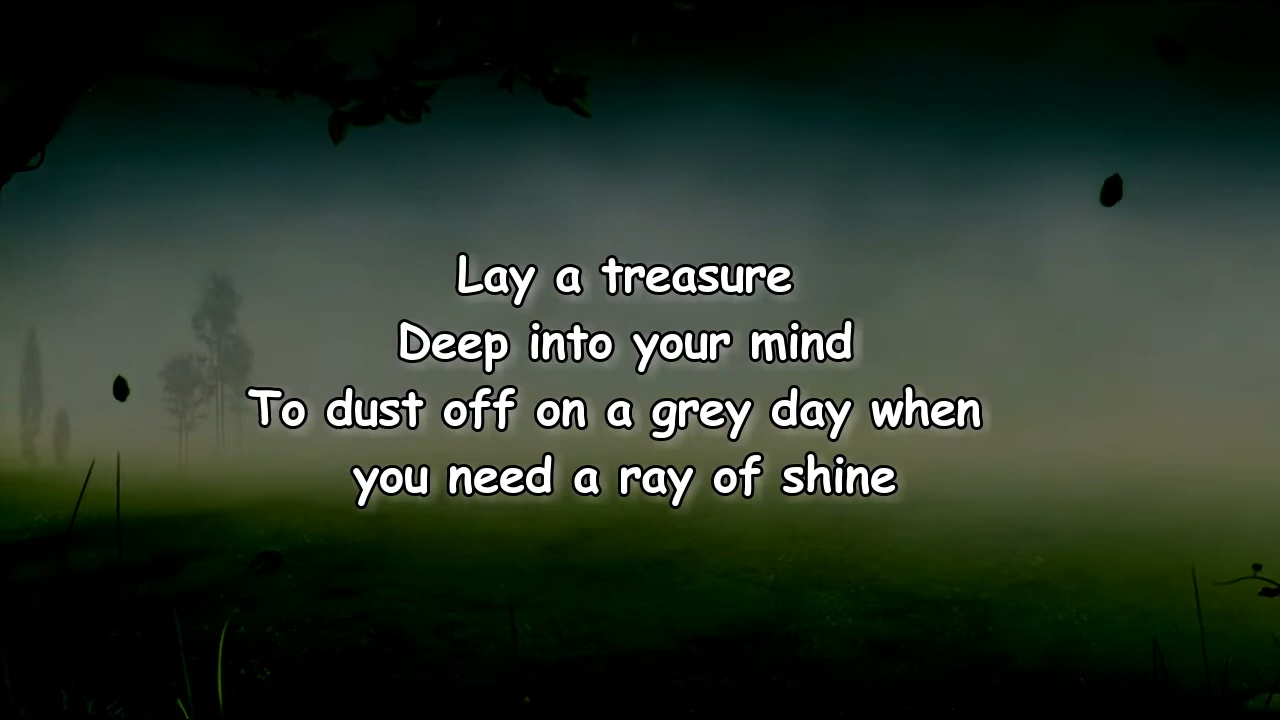 Lay a treasure
Deep into your mind
To dust off on a grey day when
you need a ray of shine